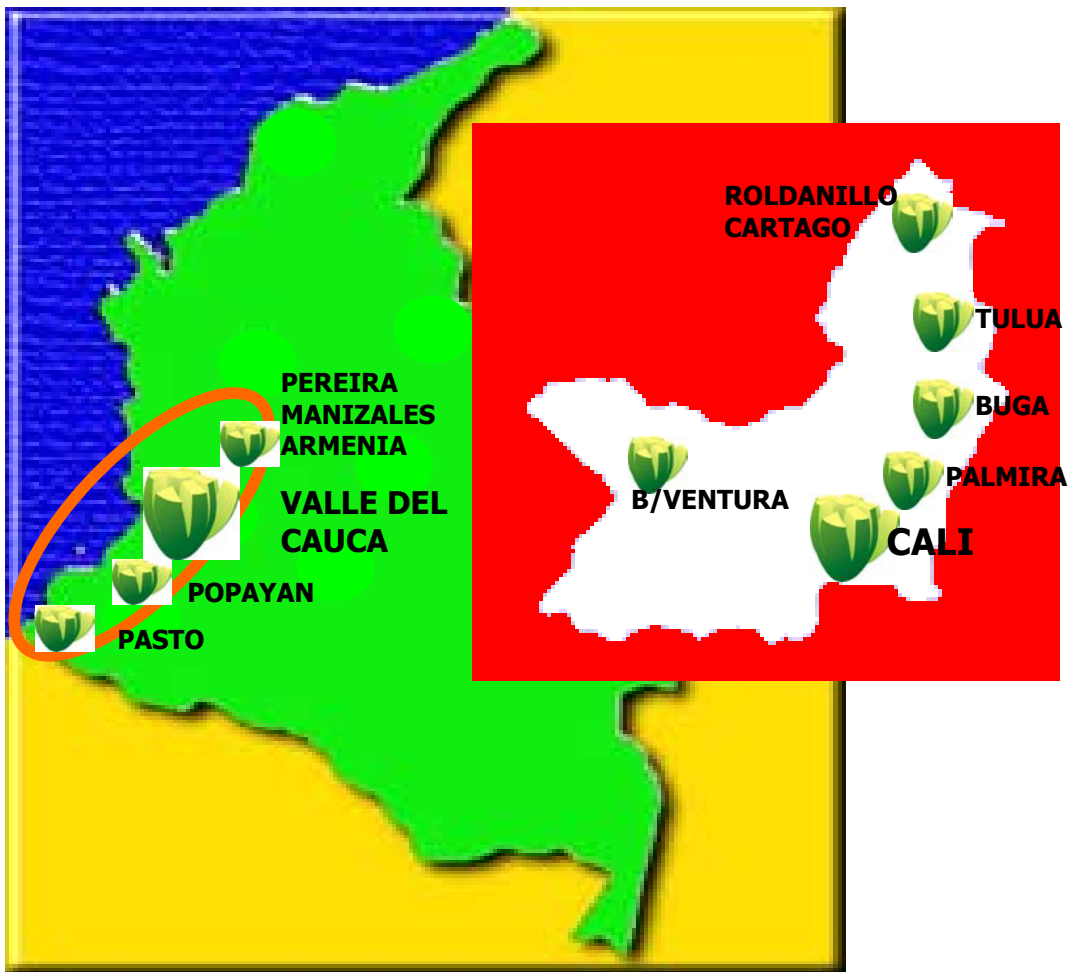 PEREIRA
MANIZALES
ARMENIA
VALLE DEL
CAUCA
POPAYAN
PASTO
ROLDANILLO
CARTAGO
TULUA
BUGA
PALMIRA
B/VENTURA
CALI